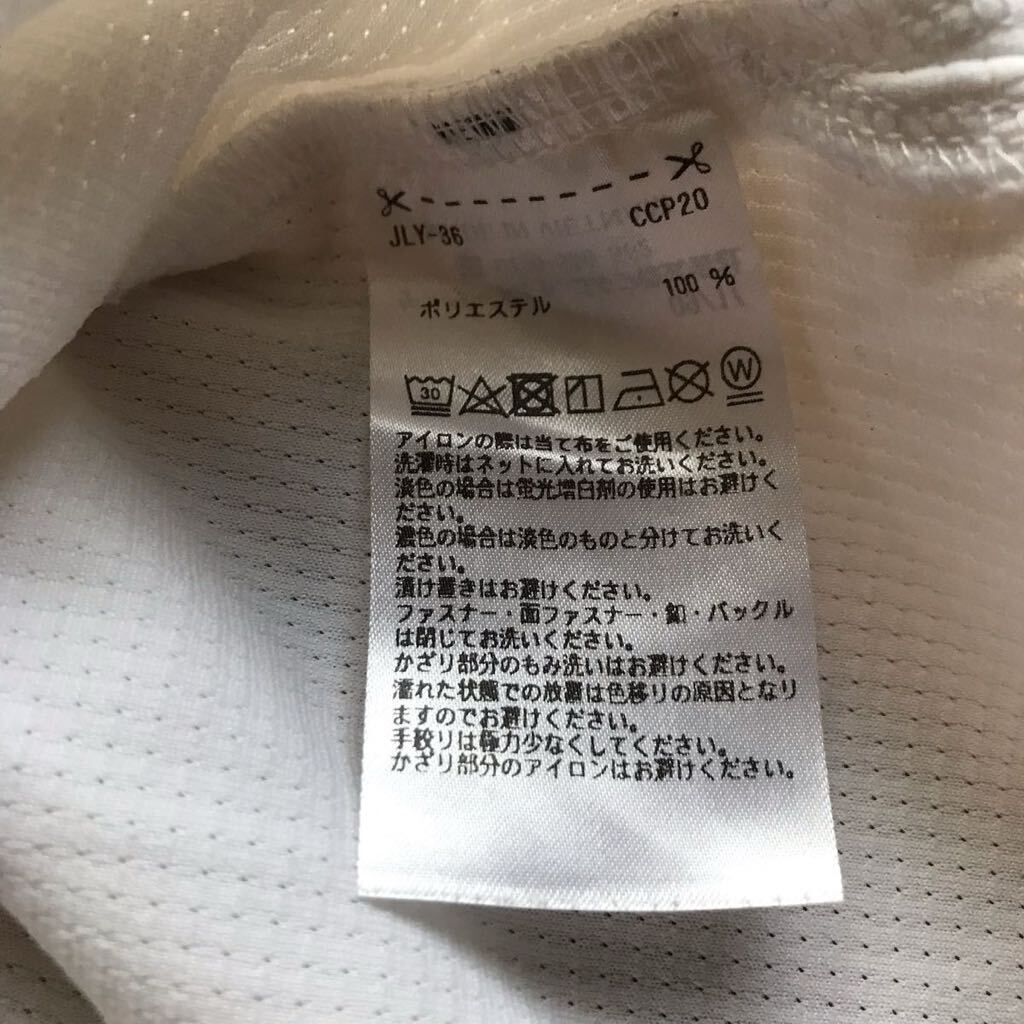 JLY-36 CCP20
ポリエステル 100 %
30 W
アイロンの際は当て布をご使用ください。
洗濯時はネットに入れてお洗いください。
淡色の場合は蛍光増白剤の使用はお避けく
ださい。
濃色の場合は淡色のものと分けてお洗いく
ださい。
漬け置きはお避けください。
ファスナー・面ファスナー・釦・バックル
は閉じてお洗いください。
かざり部分のもみ洗いはお避けください。
濡れた状態での放置は色移りの原因となり
ますのでお避けください。
手絞りは極力少なくしてください。
かざり部分のアイロンはお避けください。